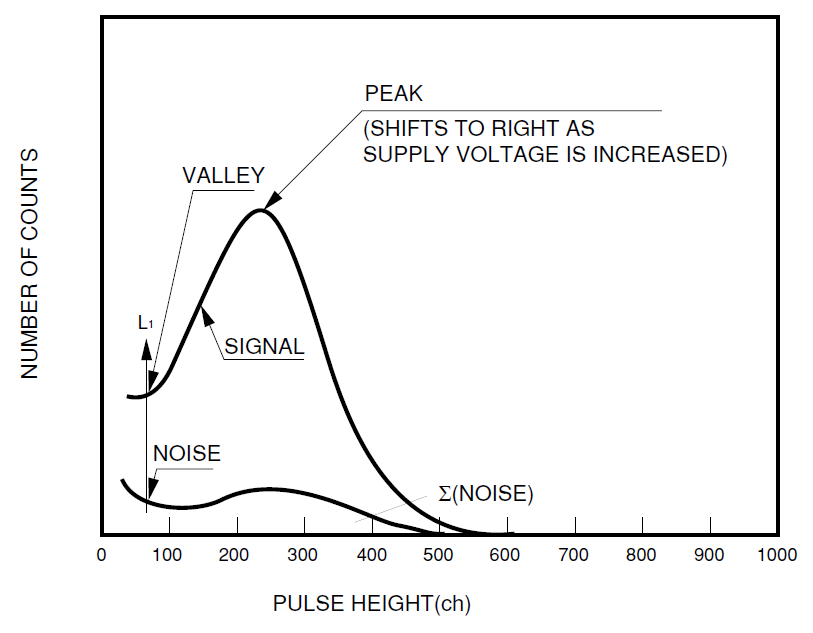 PEAK
(SHIFTS TO RIGHT AS
SUPPLY VOLTAGE IS INCREASED)
VALLEY
L1
SIGNAL
NOISE
Σ(NOISE)
NUMBER OF COUNTS
0 100 200 300 400 500 600 700 800 900 1000
PULSE HEIGHT(ch)